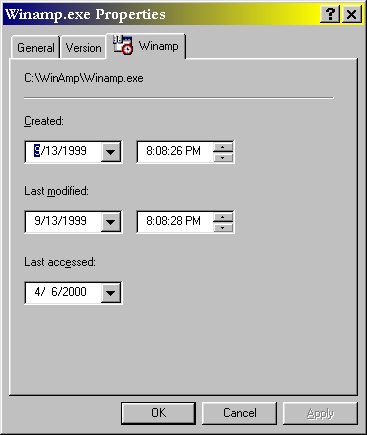 Winamp.exe Properties
General Version Winamp
C:\WinAmp\Winamp.exe
Created:
9/13/1999 8:08:26 PM
Last modified:
9/13/1999 8:08:28 PM
Last accessed:
4/ 6/2000
OK Cancel Apply